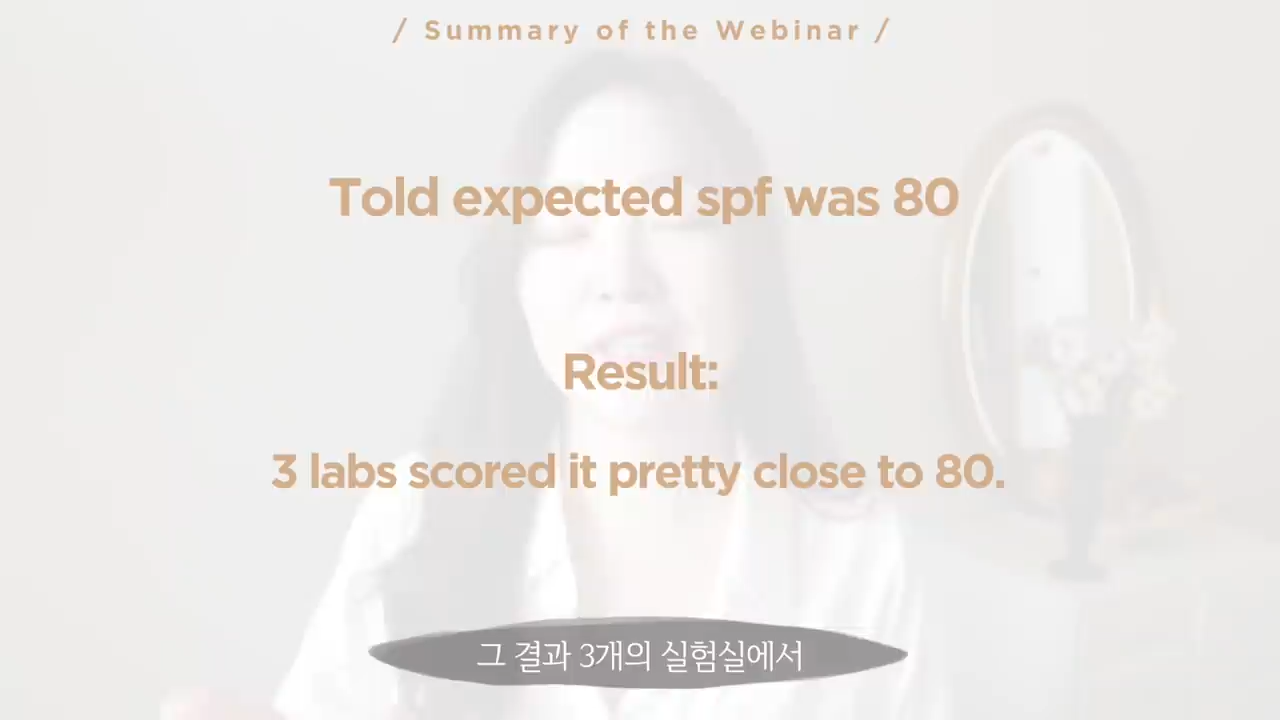 / Summary of the Webinar /
Told expected spf was 80
Result:
3 labs scored it pretty close to 80.
그 결과 3개의 실험실에서